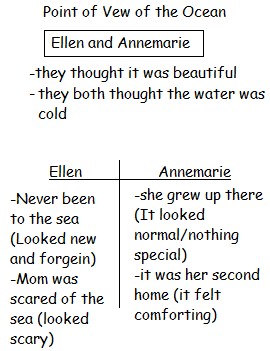 Point of Vew of the Ocean
Ellen and Annemarie
-they thought it was beautiful
- they both thought the water was
cold
Ellen
-Never been
to the sea
(Looked new
and forgein)
-Mom was
scared of the
sea (looked
scary)
Annemarie
-she grew up there
(It looked
normal/nothing
special)
-it was her second
home (it felt
comforting)